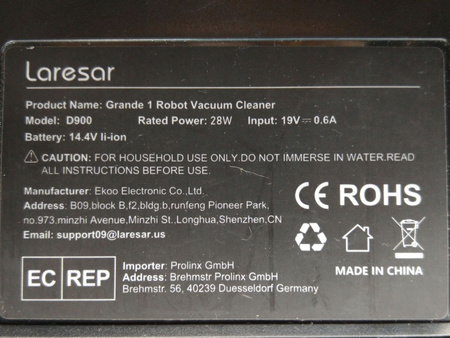 Laresar
Product Name: Grande 1 Robot Vacuum Cleaner
Model: D900 Rated Power: 28W Input: 19V⎓0.6A
Battery: 14.4V li-ion
⚠ CAUTION: FOR HOUSEHOLD USE ONLY.DO NOT IMMERSE IN WATER.READ
ALL INSTRUCTIONS BEFORE USE.
Manufacturer: Ekoo Electronic Co.,Ltd.
Address: B09.block B,f2,bldg.b,runfeng Pioneer Park,
no.973.minzhi Avenue,Minzhi St.,Longhua,Shenzhen.CN
Email: support09@laresar.us
CE ROHS
MADE IN CHINA
EC REP
Importer: Prolinx GmbH
Address: Brehmstr Prolinx GmbH
Brehmstr. 56, 40239 Duesseldorf Germany